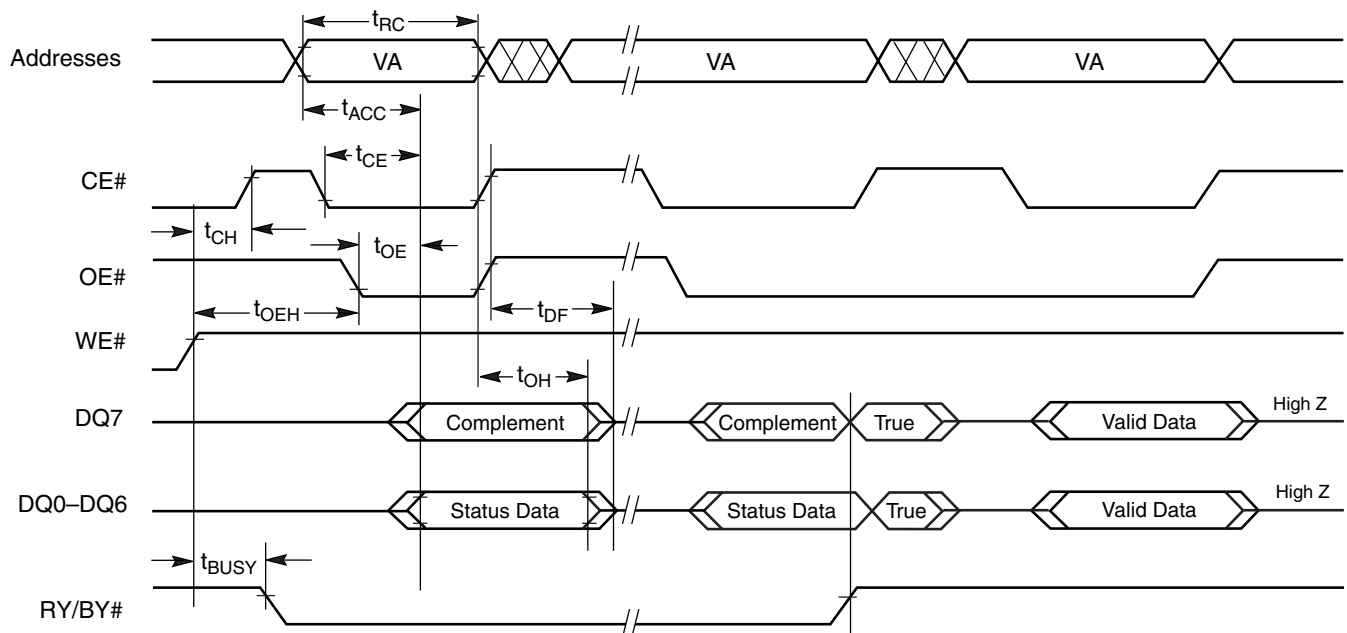 tRC
Addresses VA VA VA
tACC
tCE
CE#
tCH tOE
OE#
tOEH tDF
WE#
tOH
DQ7 Complement Complement True Valid Data High Z
DQ0–DQ6 Status Data Status Data True Valid Data High Z
tBUSY
RY/BY#